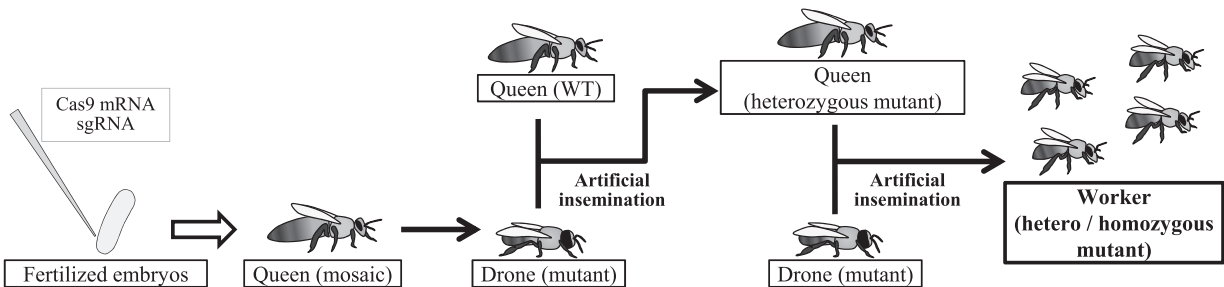 Cas9 mRNA
sgRNA
Fertilized embryos
Queen (mosaic)
Queen (WT)
Artificial
insemination
Drone (mutant)
Queen
(heterozygous mutant)
Artificial
insemination
Drone (mutant)
Worker
(hetero / homozygous
mutant)